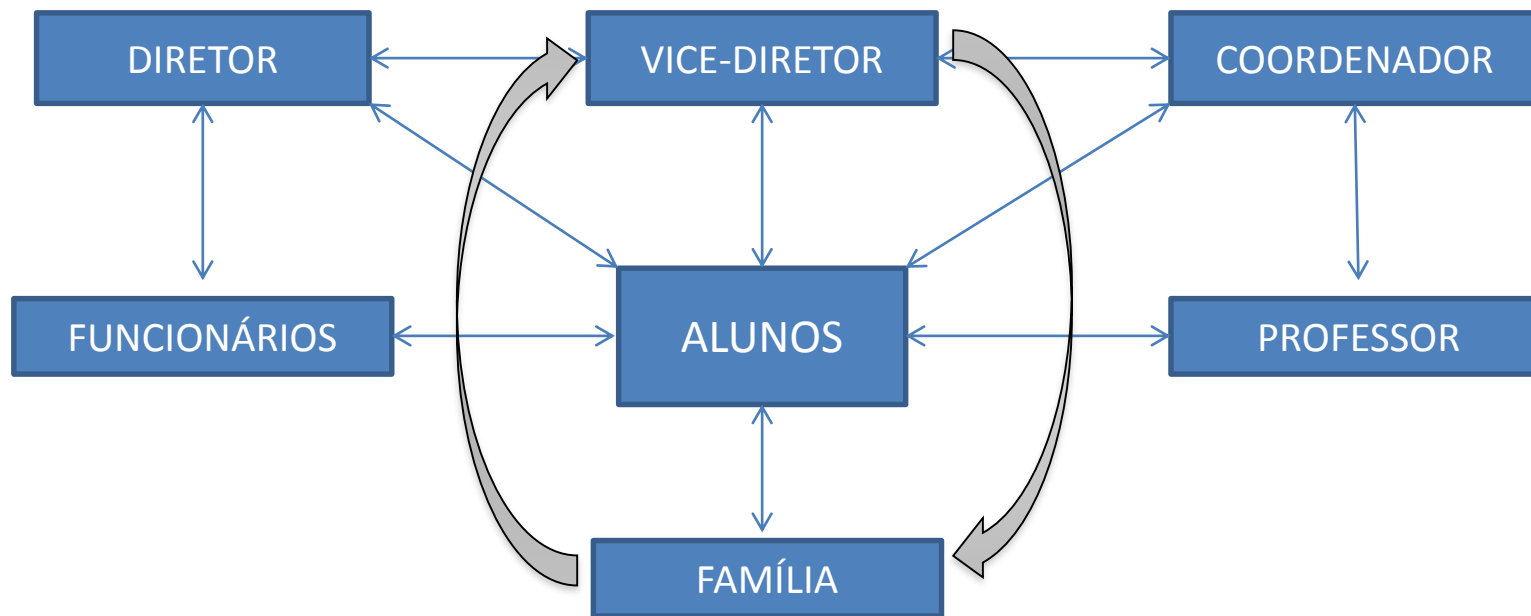 DIRETOR
VICE-DIRETOR
COORDENADOR
FUNCIONÁRIOS
ALUNOS
PROFESSOR
FAMÍLIA